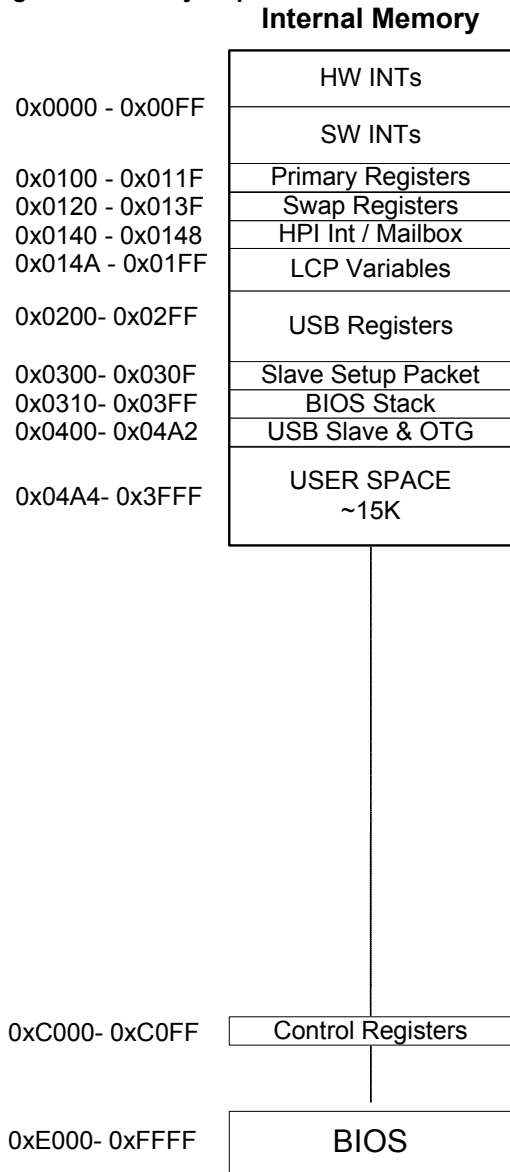 Internal Memory
HW INTs
0x0000 - 0x00FF
SW INTs
0x0100 - 0x011F Primary Registers
0x0120 - 0x013F Swap Registers
0x0140 - 0x0148 HPI Int / Mailbox
0x014A - 0x01FF LCP Variables
0x0200- 0x02FF USB Registers
0x0300- 0x030F Slave Setup Packet
0x0310- 0x03FF BIOS Stack
0x0400- 0x04A2 USB Slave & OTG
0x04A4- 0x3FFF USER SPACE
~15K
0xC000- 0xC0FF Control Registers
0xE000- 0xFFFF BIOS